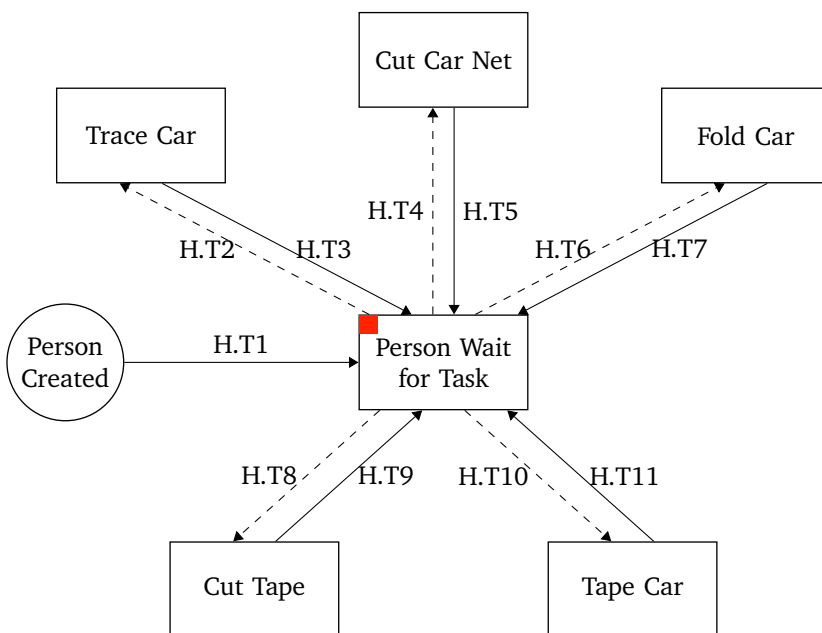 Cut Car Net
Trace Car
Fold Car
H.T4
H.T5
H.T2
H.T3
H.T6
H.T7
Person
Created
H.T1
Person Wait
for Task
H.T8
H.T9
H.T10
H.T11
Cut Tape
Tape Car